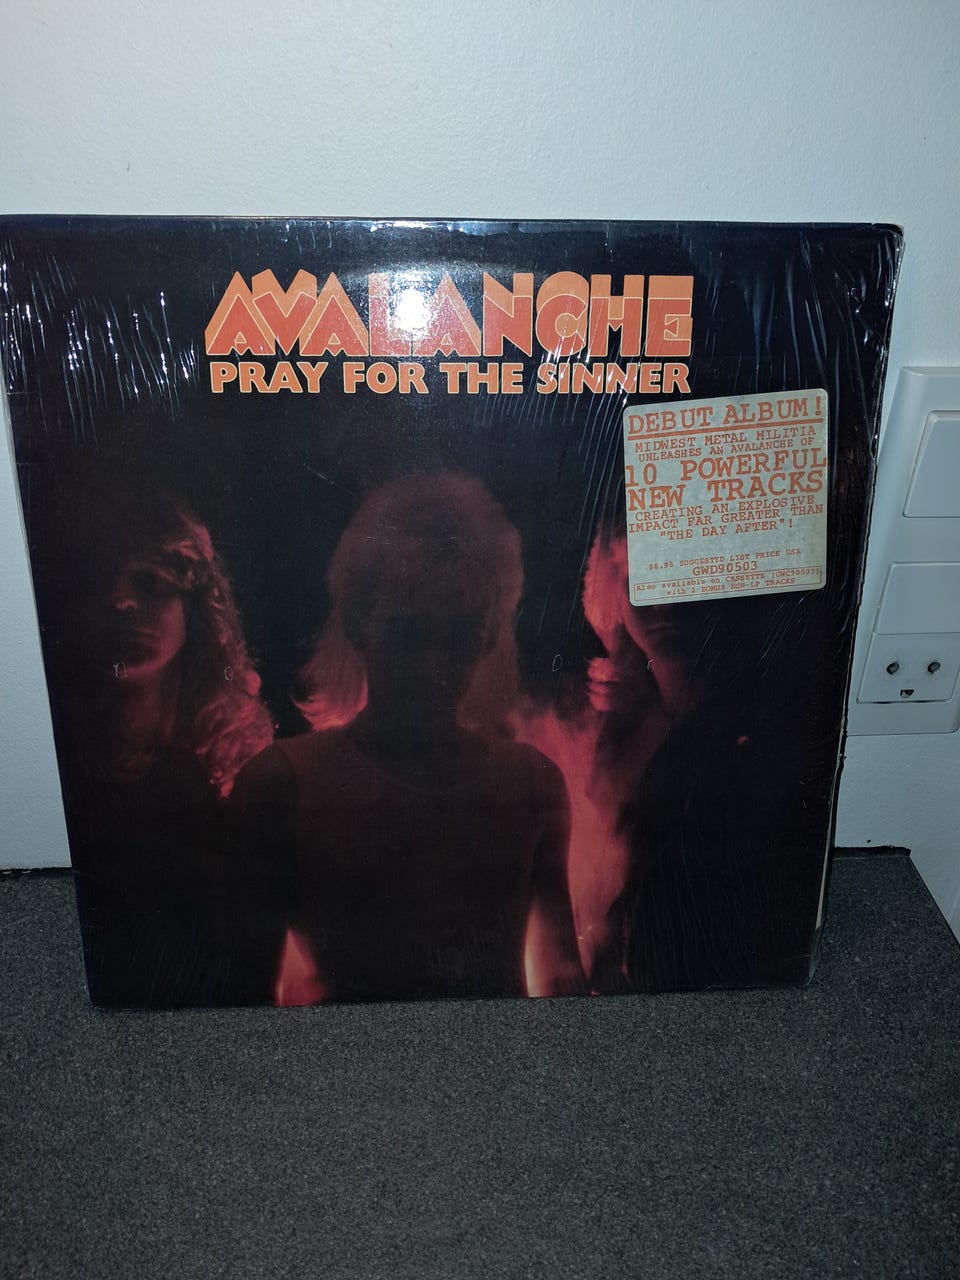 AVALANCHE
PRAY FOR THE SINNER
DEBUT ALBUM!
MIDWEST METAL MILITIA
UNLEASHES AN AVALANCHE OF
10 POWERFUL
NEW TRACKS
CREATING AN EXPLOSIVE
IMPACT FAR GREATER THAN
"THE DAY AFTER"!
$8.98 SUGGESTED LIST PRICE USA
GWD90503
Also available on CASSETTE (GWC90503)
with 2 BONUS NON-LP TRACKS